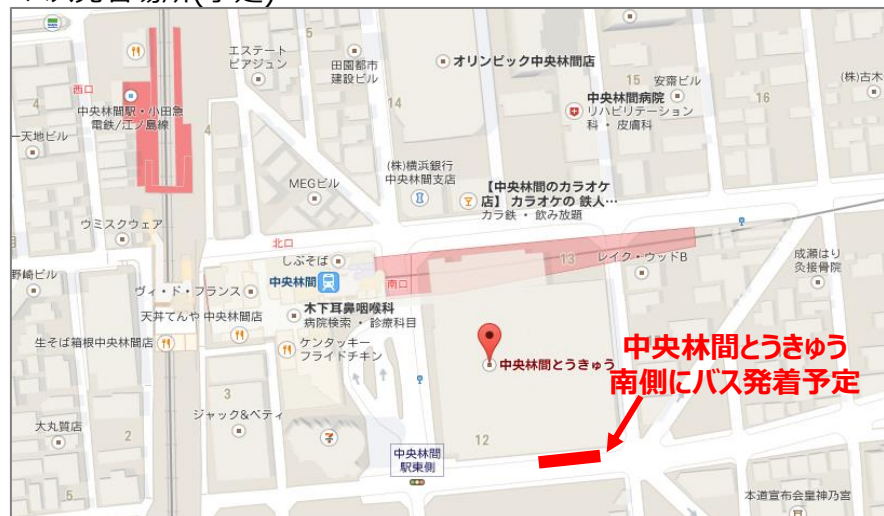 バス発着場所(予定)
エステート
ピアジュン
5
田園都市
建設ビル
オリンピック中央林間店
15
安齋ビル
(株)古木
西口
4
中央林間駅・小田急
電鉄/江ノ島線
14
中央林間病院
リハビリテーション
科・皮膚科
16
一天地ビル
4
(株)横浜銀行
中央林間支店
MEGビル
【中央林間のカラオケ
店】 カラオケの 鉄人…
カラ鉄・飲み放題
ウミスクウェア
北口
しぶそば
13
レイク・ウッドB
成瀬はり
灸接骨院
野崎ビル
中央林間
南口
ヴィ・ド・フランス
木下耳鼻咽喉科
病院検索・診療科目
天丼てんや 中央林間店
生そば箱根中央林間店
ケンタッキー
フライドチキン
中央林間とうきゅう
中央林間とうきゅう
南側にバス発着予定
3
ジャック&ベティ
大丸質店
2
12
中央林間
駅東側
5
本道宣布会皇神乃宮